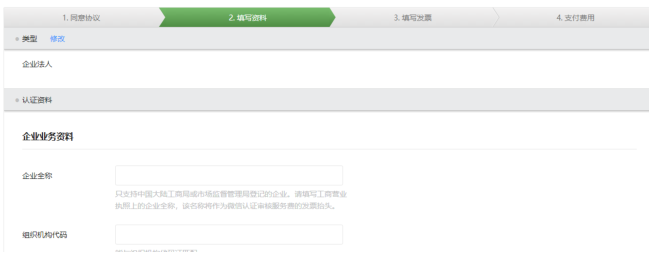 1. 同意协议 2. 填写资料 3. 填写发票 4. 支付费用
类型 修改
企业法人
认证资料
企业业务资料
企业全称
只支持中国大陆工商局或市场监督管理局登记的企业。请填写工商营业
执照上的企业全称，该名称将作为微信认证审核服务费的发票抬头。
组织机构代码